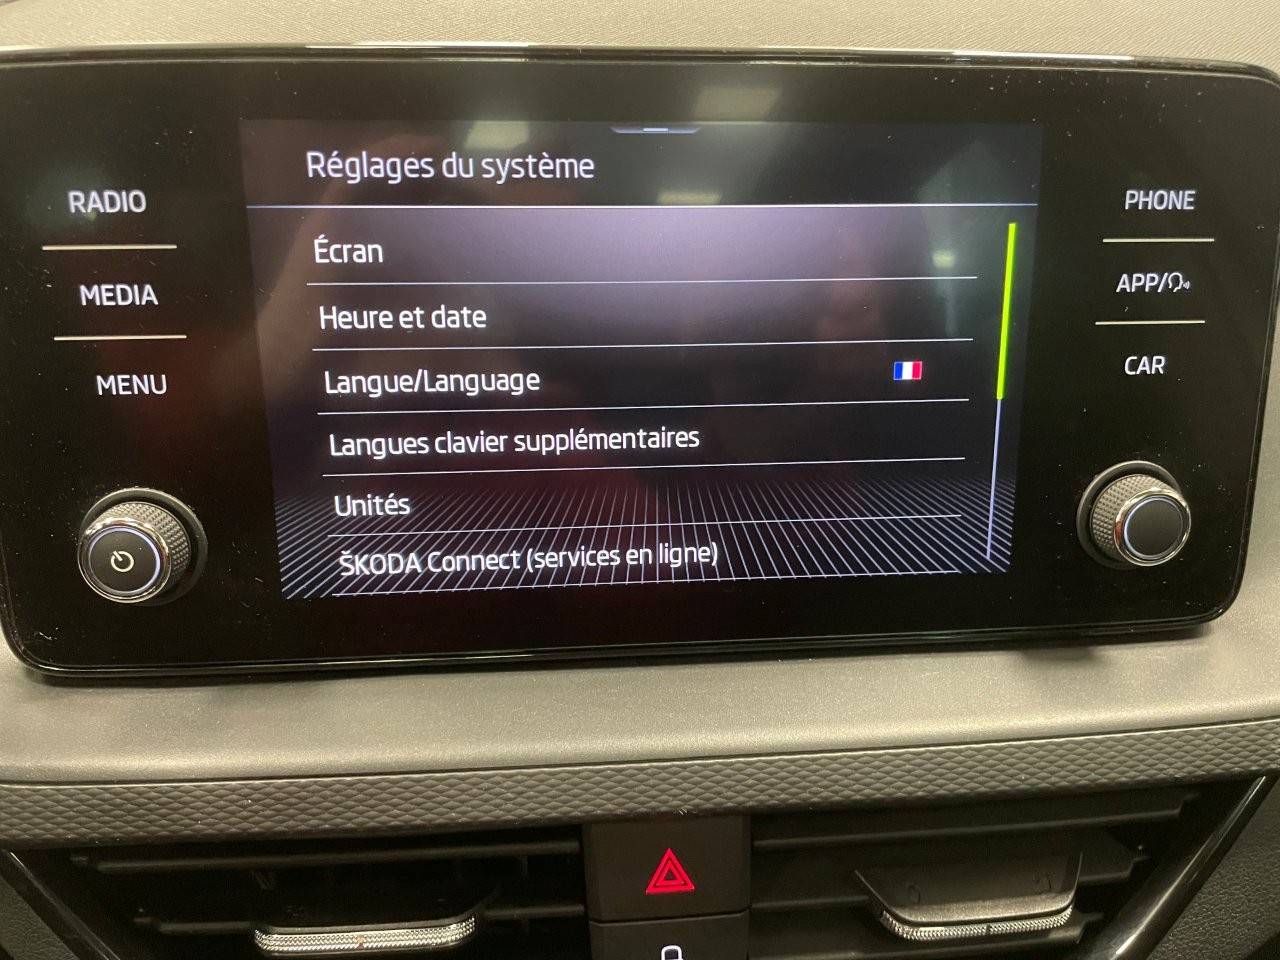 RADIO
MEDIA
MENU
Réglages du système
Écran
Heure et date
Langue/Language
Langues clavier supplémentaires
Unités
ŠKODA Connect (services en ligne)
PHONE
APP/
CAR